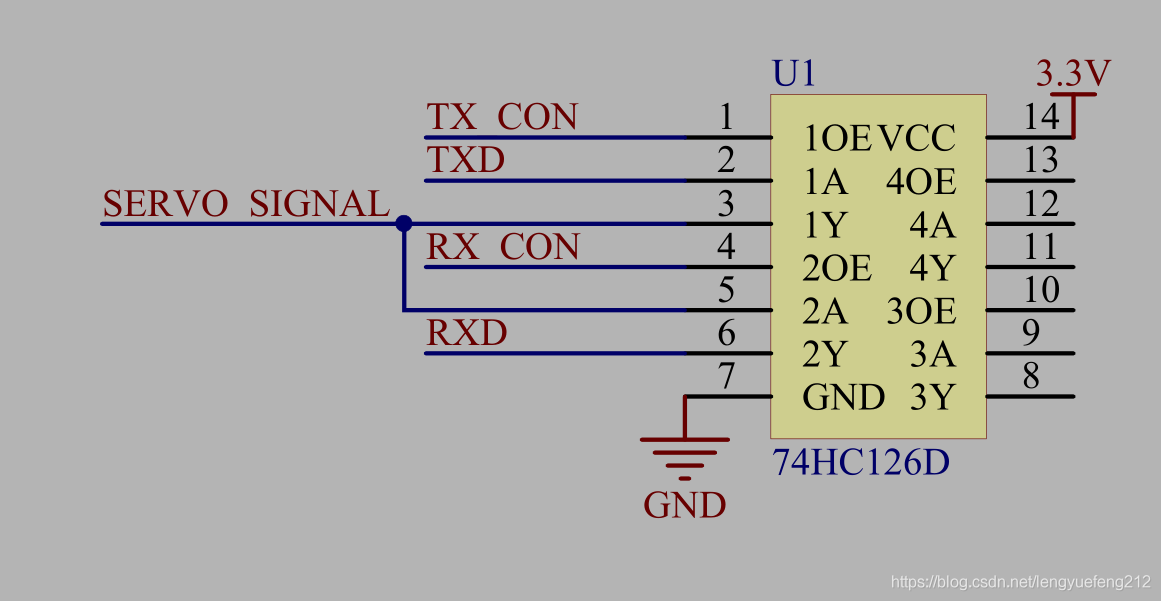 U1
3.3V
TX_CON 1 1OE VCC 14
TXD 2 1A 4OE 13
SERVO_SIGNAL 3 1Y 4A 12
RX_CON 4 2OE 4Y 11
5 2A 3OE 10
RXD 6 2Y 3A 9
7 GND 3Y 8
74HC126D
GND
https://blog.csdn.net/lengyuefeng212